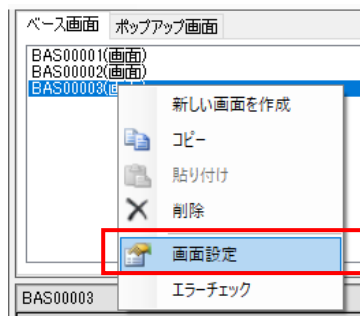 ベース画面 ポップアップ画面
BAS00001(画面)
BAS00002(画面)
BAS00003(画
新しい画面を作成
コピー
貼り付け
削除
画面設定
エラーチェック
BAS00003